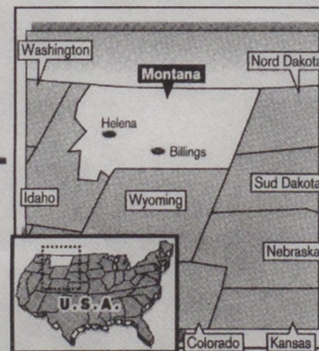 Washington
Montana
Nord Dakota
Helena
Billings
Idaho
Wyoming
Sud Dakota
Nebraska
U.S.A.
Colorado
Kansas